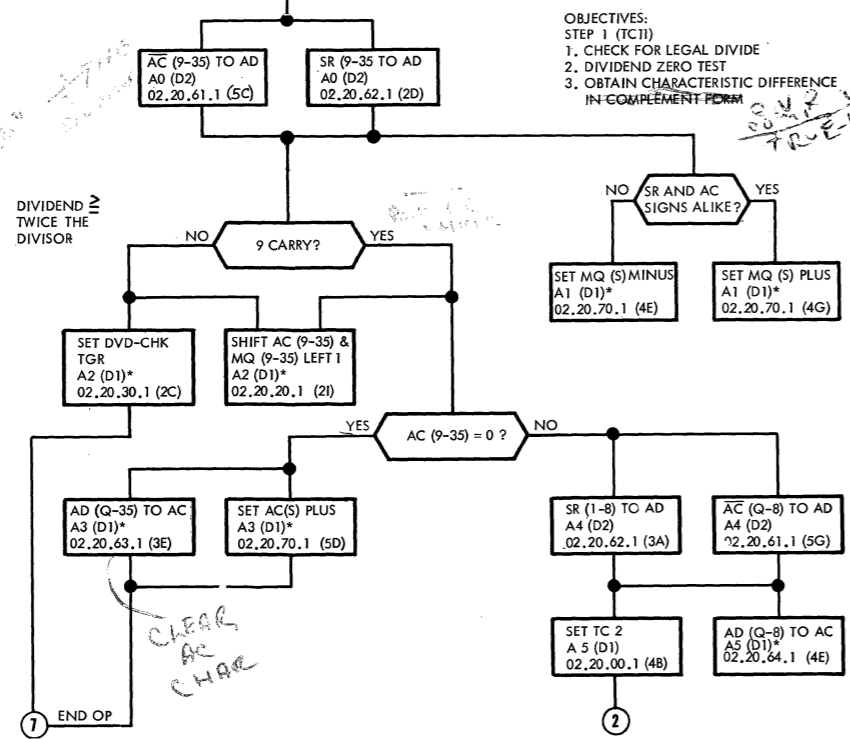 OBJECTIVES:
STEP 1 (TC11)
1. CHECK FOR LEGAL DIVIDE
2. DIVIDEND ZERO TEST
3. OBTAIN CHARACTERISTIC DIFFERENCE
IN COMPLEMENT FORM
TRUE
A̅C̅ (9-35) TO AD
A0 (D2)
02.20.61.1 (5C)
SR (9-35 TO AD
A0 (D2)
02.20.62.1 (2D)
DIVIDEND ≥
TWICE THE
DIVISOR
NO
9 CARRY?
YES
NO
SR AND AC
SIGNS ALIKE?
YES
SET MQ (S) MINUS
A1 (D1)*
02.20.70.1 (4E)
SET MQ (S) PLUS
A1 (D1)*
02.20.70.1 (4G)
SET DVD-CHK
TGR
A2 (D1)*
02.20.30.1 (2C)
SHIFT AC (9-35) &
MQ (9-35) LEFT 1
A2 (D1)*
02.20.20.1 (2I)
YES
AC (9-35) = 0 ?
NO
AD (Q-35) TO AC
A3 (D1)*
02.20.63.1 (3E)
SET AC(S) PLUS
A3 (D1)*
02.20.70.1 (5D)
SR (1-8) TO AD
A4 (D2)
02.20.62.1 (3A)
A̅C̅ (Q-8) TO AD
A4 (D2)
02.20.61.1 (5G)
CLEAR
AC
CHAR
SET TC 2
A 5 (D1)
02.20.00.1 (4B)
AD (Q-8) TO AC
A5 (D1)*
02.20.64.1 (4E)
7
END OP
2